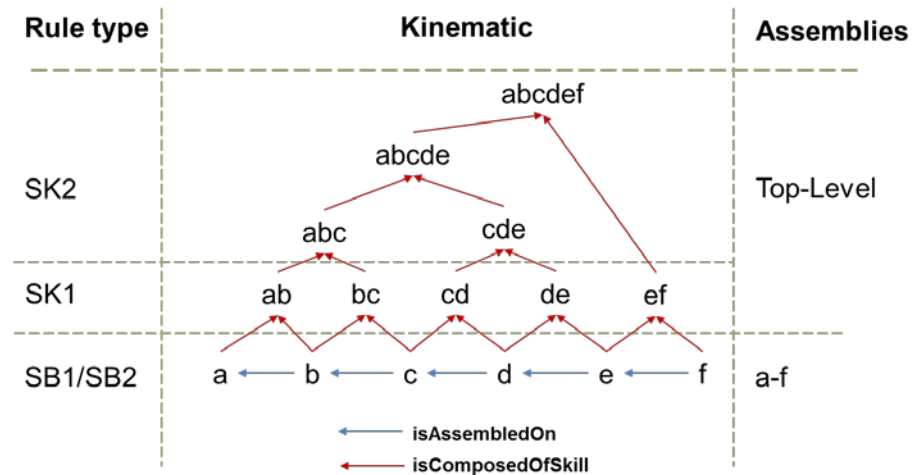 Rule type Kinematic Assemblies
abcdef
abcde
SK2 Top-Level
abc cde
SK1 ab bc cd de ef
SB1/SB2 a b c d e f a-f
isAssembledOn
isComposedOfSkill